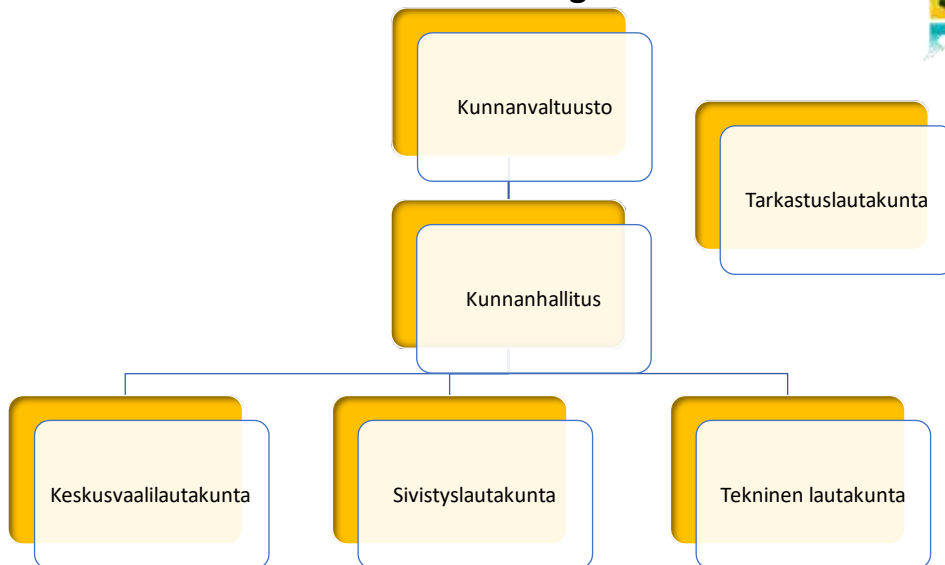 Kunnanvaltuusto
Tarkastuslautakunta
Kunnanhallitus
Keskusvaalilautakunta
Sivistyslautakunta
Tekninen lautakunta